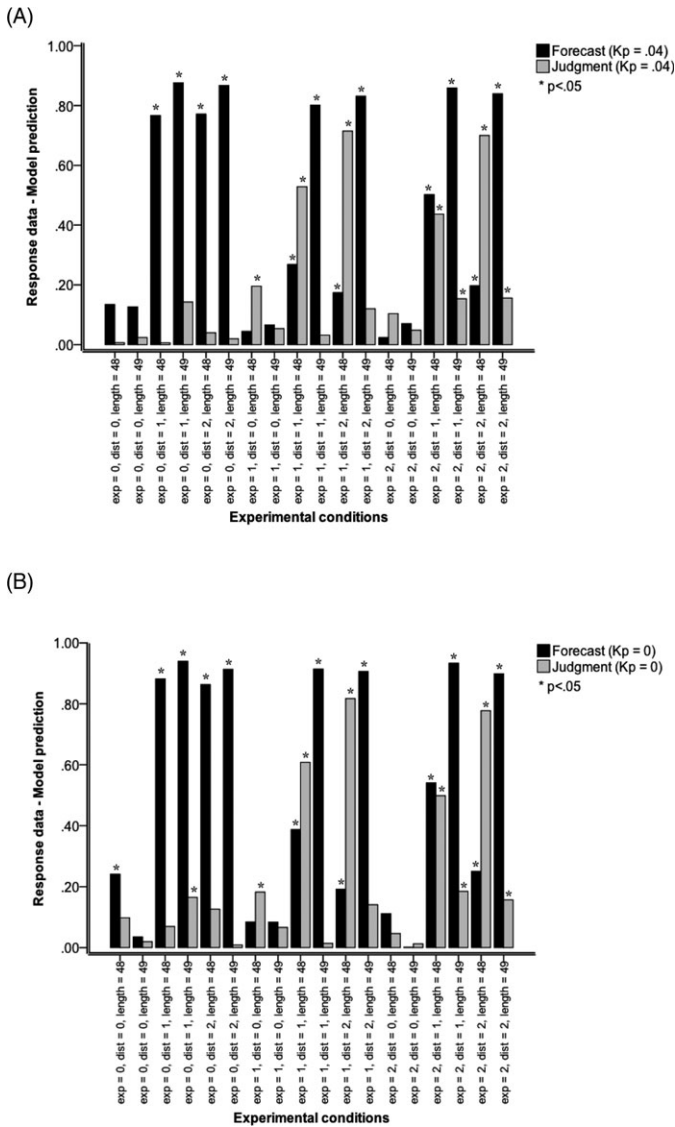 (A)
1.00
.80
.60
.40
.20
.00
Response data - Model prediction
Forecast (Kp = .04)
Judgment (Kp = .04)
* p<.05
* * * * * * * * * * * * * * * * *
exp = 0, dist = 0, length = 48
exp = 0, dist = 0, length = 49
exp = 0, dist = 1, length = 48
exp = 0, dist = 1, length = 49
exp = 0, dist = 2, length = 48
exp = 0, dist = 2, length = 49
exp = 1, dist = 0, length = 48
exp = 1, dist = 0, length = 49
exp = 1, dist = 1, length = 48
exp = 1, dist = 1, length = 49
exp = 1, dist = 2, length = 48
exp = 1, dist = 2, length = 49
exp = 2, dist = 0, length = 48
exp = 2, dist = 0, length = 49
exp = 2, dist = 1, length = 48
exp = 2, dist = 1, length = 49
exp = 2, dist = 2, length = 48
exp = 2, dist = 2, length = 49
Experimental conditions
(B)
1.00
.80
.60
.40
.20
.00
Response data - Model prediction
Forecast (Kp = 0)
Judgment (Kp = 0)
* p<.05
* * * * * * * * * * * * * * * * * * *
exp = 0, dist = 0, length = 48
exp = 0, dist = 0, length = 49
exp = 0, dist = 1, length = 48
exp = 0, dist = 1, length = 49
exp = 0, dist = 2, length = 48
exp = 0, dist = 2, length = 49
exp = 1, dist = 0, length = 48
exp = 1, dist = 0, length = 49
exp = 1, dist = 1, length = 48
exp = 1, dist = 1, length = 49
exp = 1, dist = 2, length = 48
exp = 1, dist = 2, length = 49
exp = 2, dist = 0, length = 48
exp = 2, dist = 0, length = 49
exp = 2, dist = 1, length = 48
exp = 2, dist = 1, length = 49
exp = 2, dist = 2, length = 48
exp = 2, dist = 2, length = 49
Experimental conditions